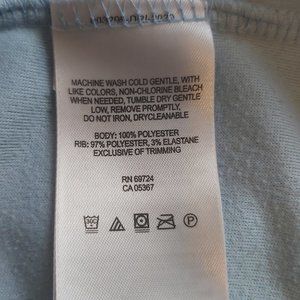 MACHINE WASH COLD GENTLE, WITH
LIKE COLORS, NON-CHLORINE BLEACH
WHEN NEEDED, TUMBLE DRY GENTLE
LOW, REMOVE PROMPTLY.
DO NOT IRON, DRYCLEANABLE
BODY: 100% POLYESTER
RIB: 97% POLYESTER, 3% ELASTANE
EXCLUSIVE OF TRIMMING
RN 69724
CA 05367